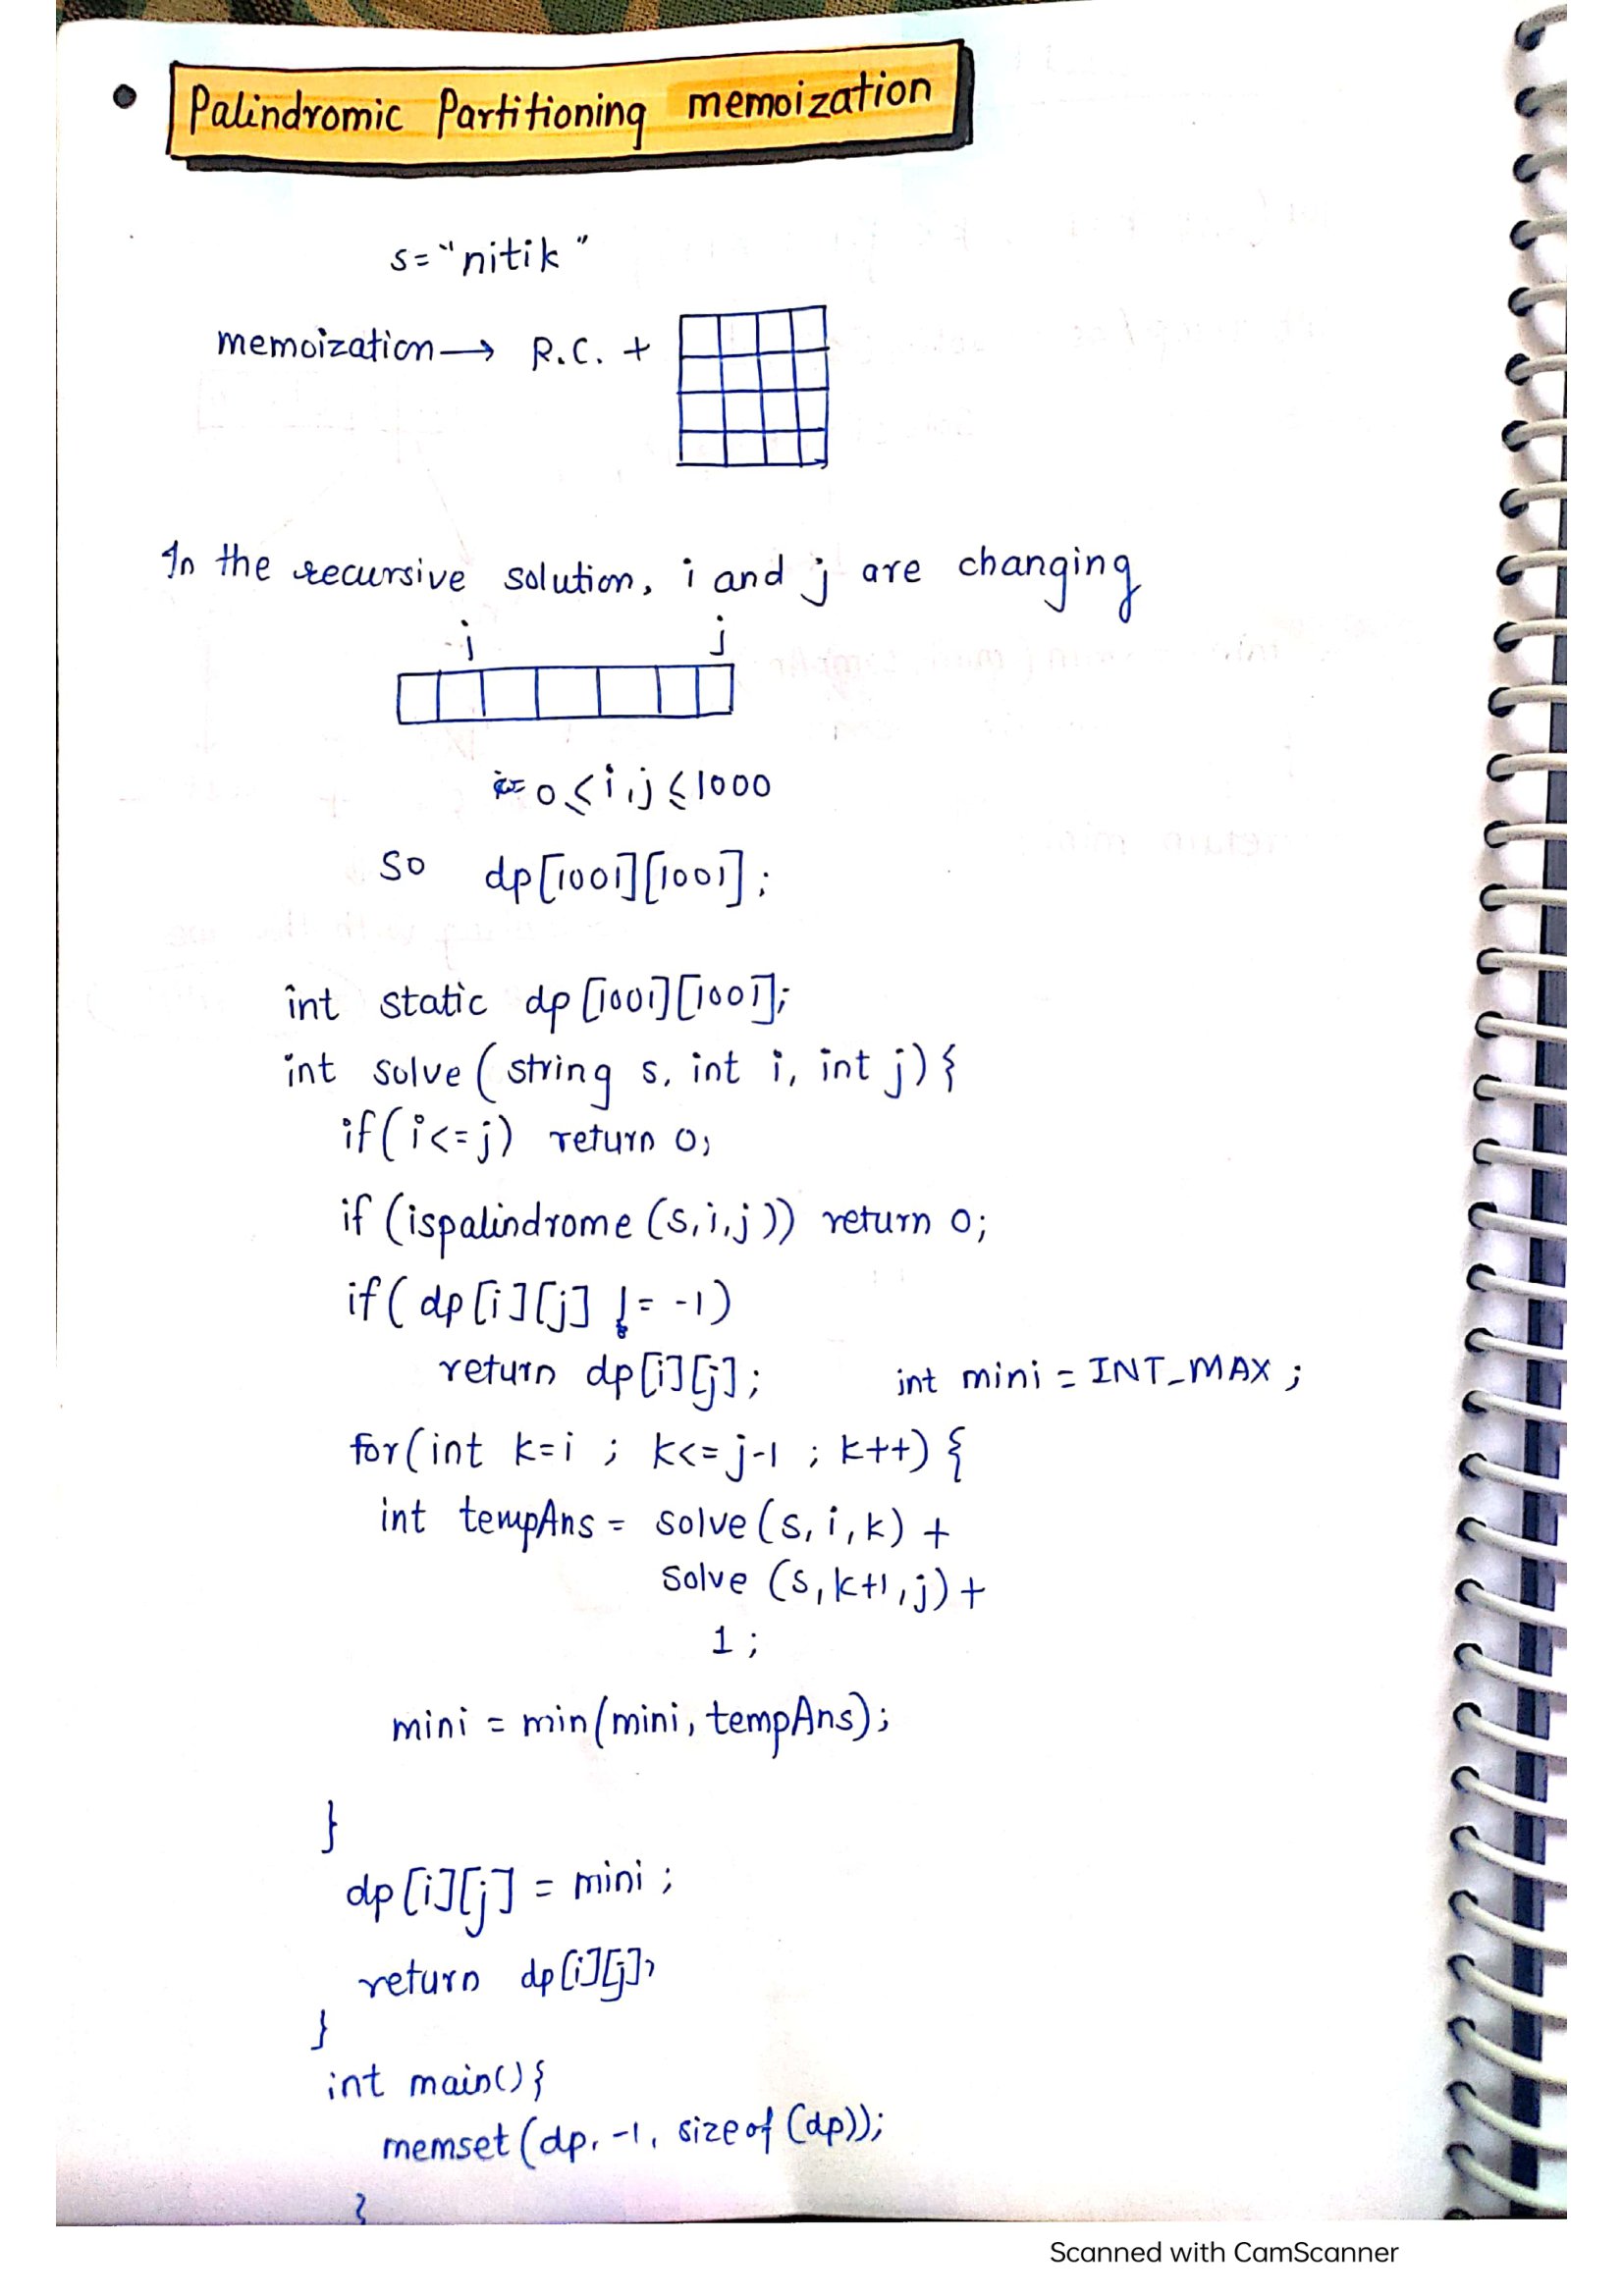 • Palindromic Partitioning memoization
s="nitik"
memoization → R.C. +
In the recursive solution, i and j are changing
i j
0 ≤ i,j ≤ 1000
So dp[1001][1001];
int static dp[1001][1001];
int solve(string s, int i, int j){
if(i<=j) return 0;
if(ispalindrome(s,i,j)) return 0;
if(dp[i][j] != -1)
return dp[i][j]; int mini = INT_MAX;
for(int k=i ; k<=j-1 ; k++){
int tempAns = solve(s,i,k) +
solve(s,k+1,j)+
1;
mini = min(mini,tempAns);
}
dp[i][j] = mini;
return dp[i][j];
}
int main(){
memset(dp,-1,sizeof(dp));
}
Scanned with CamScanner